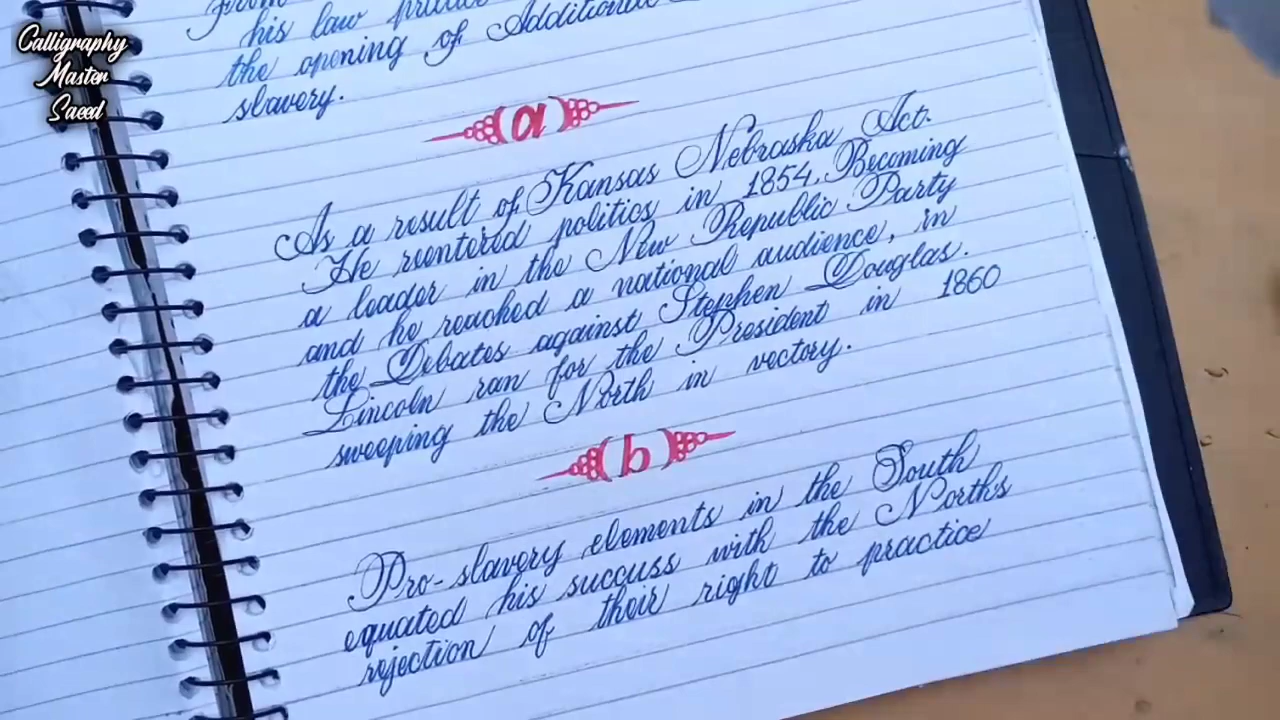 Calligraphy
Master
Saeed
From
his law practice
the opening of Additional
slavery.
(a)
As a result of Kansas Nebraska Act.
He reentered politics in 1854. Becoming
a leader in the New Republic Party
and he reached a national audience, in
the Debates against Stephen Douglas.
Lincoln ran for the President in 1860
sweeping the North in vectory.
(b)
Pro-slavery elements in the South
equated his succuss with the North's
rejection of their right to practice